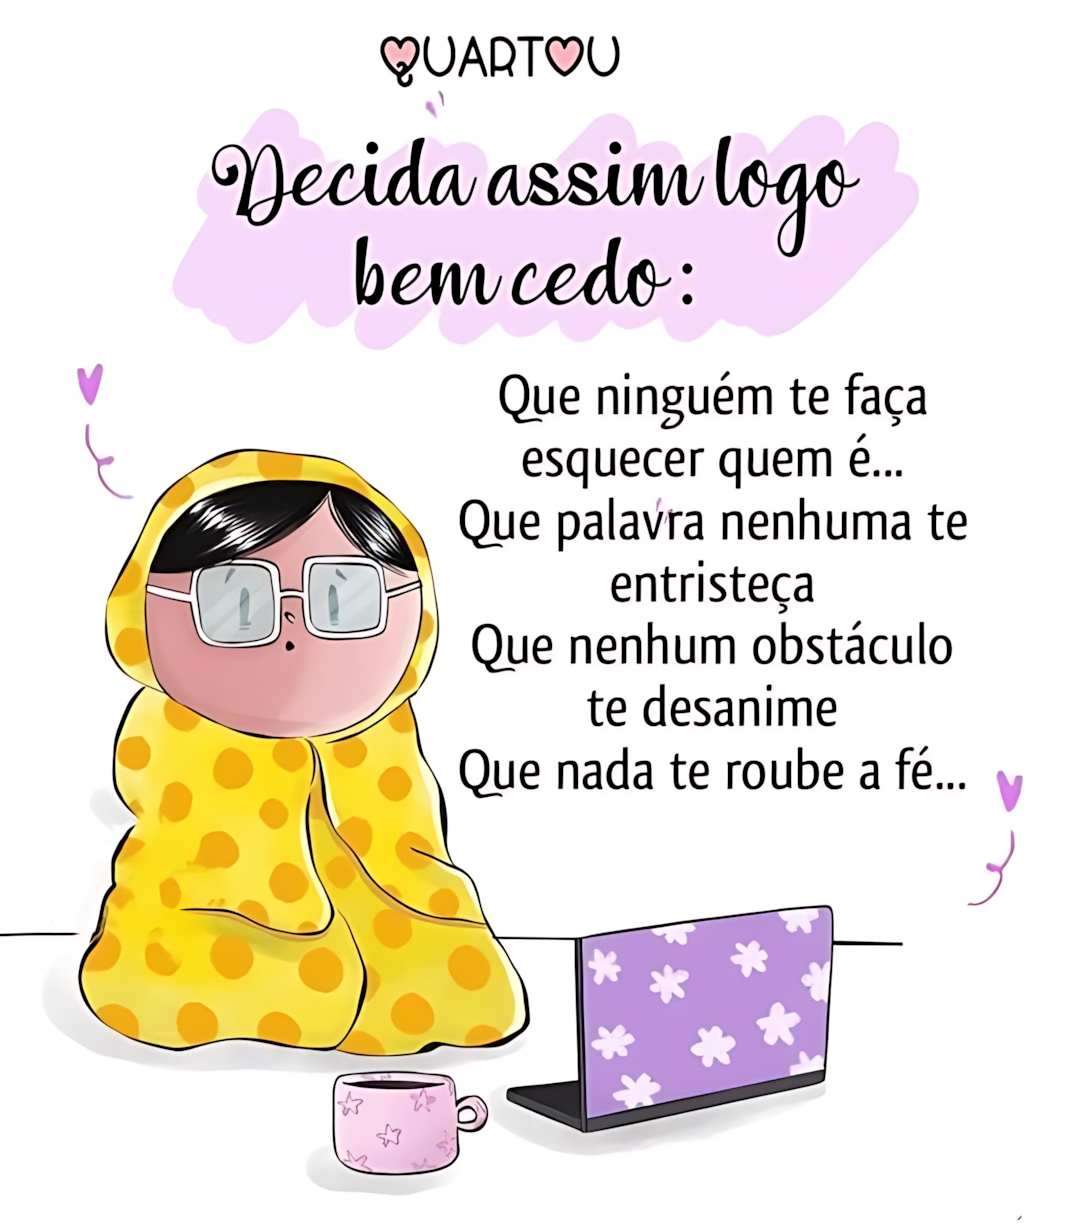 QUARTOU
Decida assim logo
bem cedo:
Que ninguém te faça
esquecer quem é...
Que palavra nenhuma te
entristeça
Que nenhum obstáculo
te desanime
Que nada te roube a fé...